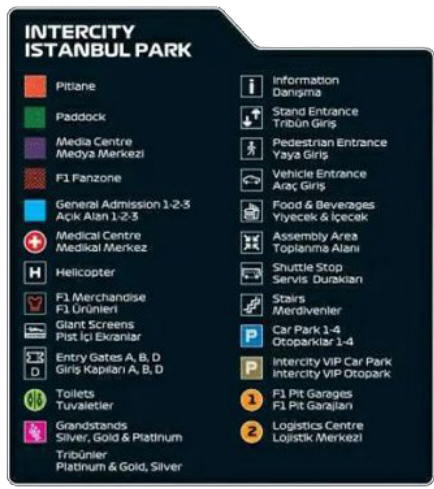 INTERCITY
ISTANBUL PARK
Pitlane
Paddock
Media Centre
Medya Merkezi
F1 Fanzone
General Admission 1-2-3
Açık Alan 1-2-3
Medical Centre
Medikal Merkez
H
Helicopter
F1 Merchandise
F1 Ürünleri
Giant Screens
Pist İçi Ekranlar
D
Entry Gates A, B, D
Giriş Kapıları A, B, D
Toilets
Tuvaletler
Grandstands
Silver, Gold & Platinum
Tribünler
Platinum & Gold, Silver
i
Information
Danışma
Stand Entrance
Tribün Giriş
Pedestrian Entrance
Yaya Giriş
Vehicle Entrance
Araç Giriş
Food & Beverages
Yiyecek & İçecek
Assembly Area
Toplanma Alanı
Shuttle Stop
Servis Durakları
Stairs
Merdivenler
P
Car Park 1-4
Otoparklar 1-4
P
Intercity VIP Car Park
Intercity VIP Otopark
1
F1 Pit Garages
F1 Pit Garajları
2
Logistics Centre
Lojistik Merkezi